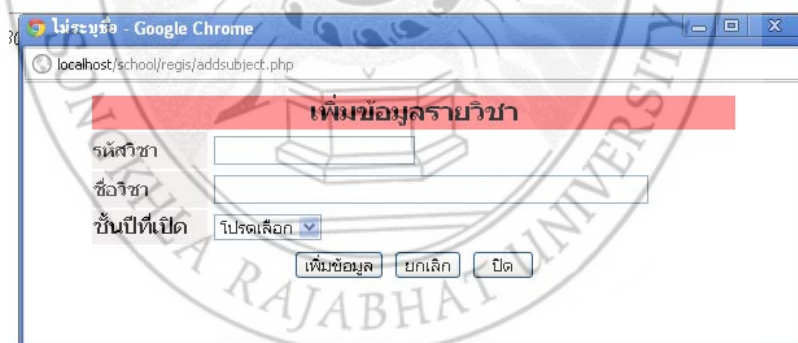 ไม่ระบุชื่อ - Google Chrome
localhost/school/regis/addsubject.php
เพิ่มข้อมูลรายวิชา
รหัสวิชา
ชื่อวิชา
ชั้นปีที่เปิด โปรดเลือก
เพิ่มข้อมูล ยกเลิก ปิด
SONGKHLA RAJABHAT UNIVERSITY